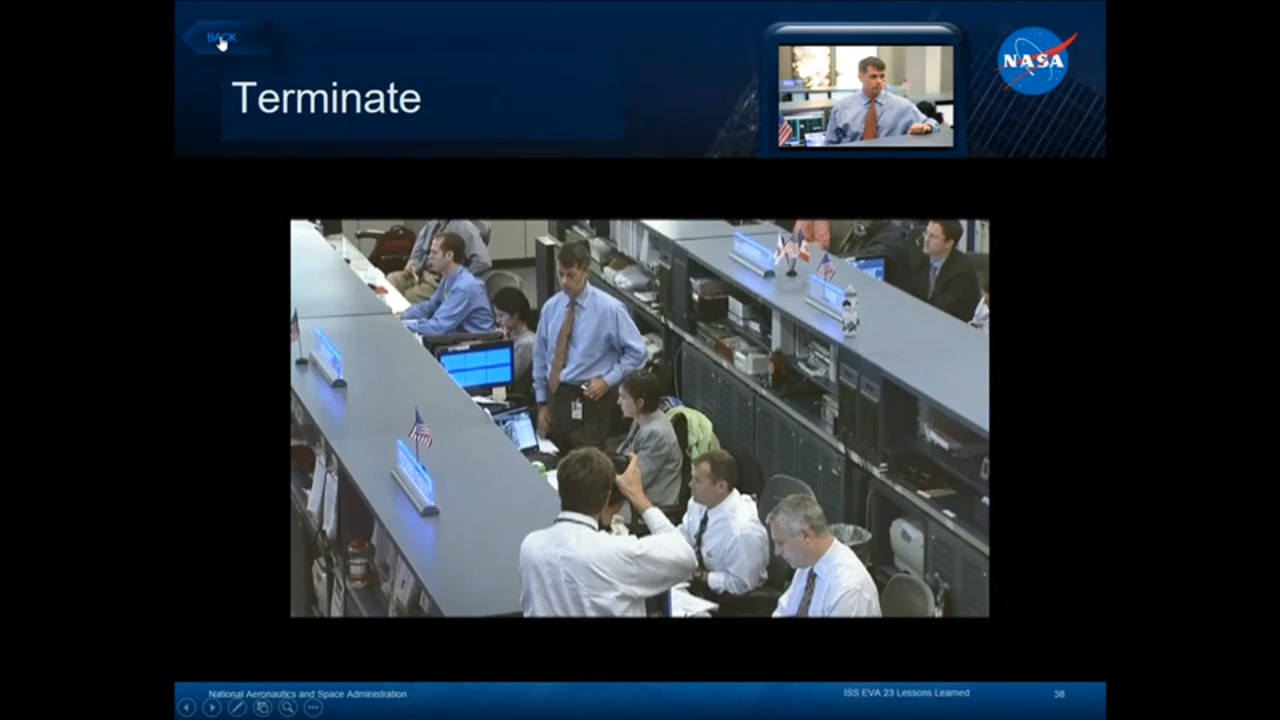 BACK
NASA
Terminate
National Aeronautics and Space Administration
ISS EVA 23 Lessons Learned
38